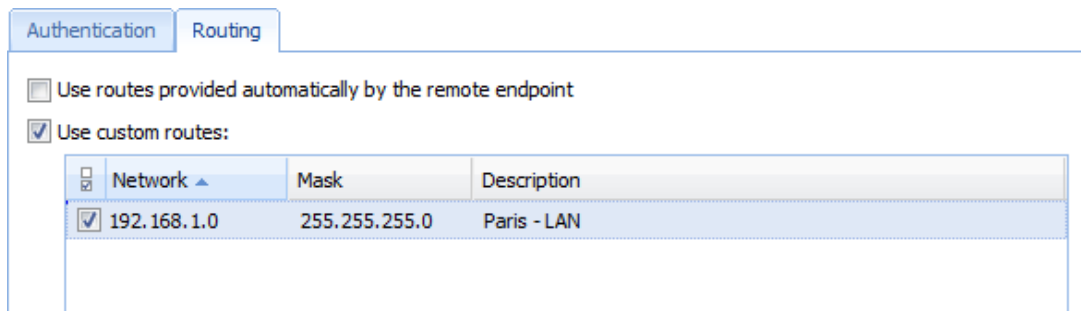 Authentication Routing
Use routes provided automatically by the remote endpoint
Use custom routes:
Network Mask Description
192.168.1.0 255.255.255.0 Paris - LAN